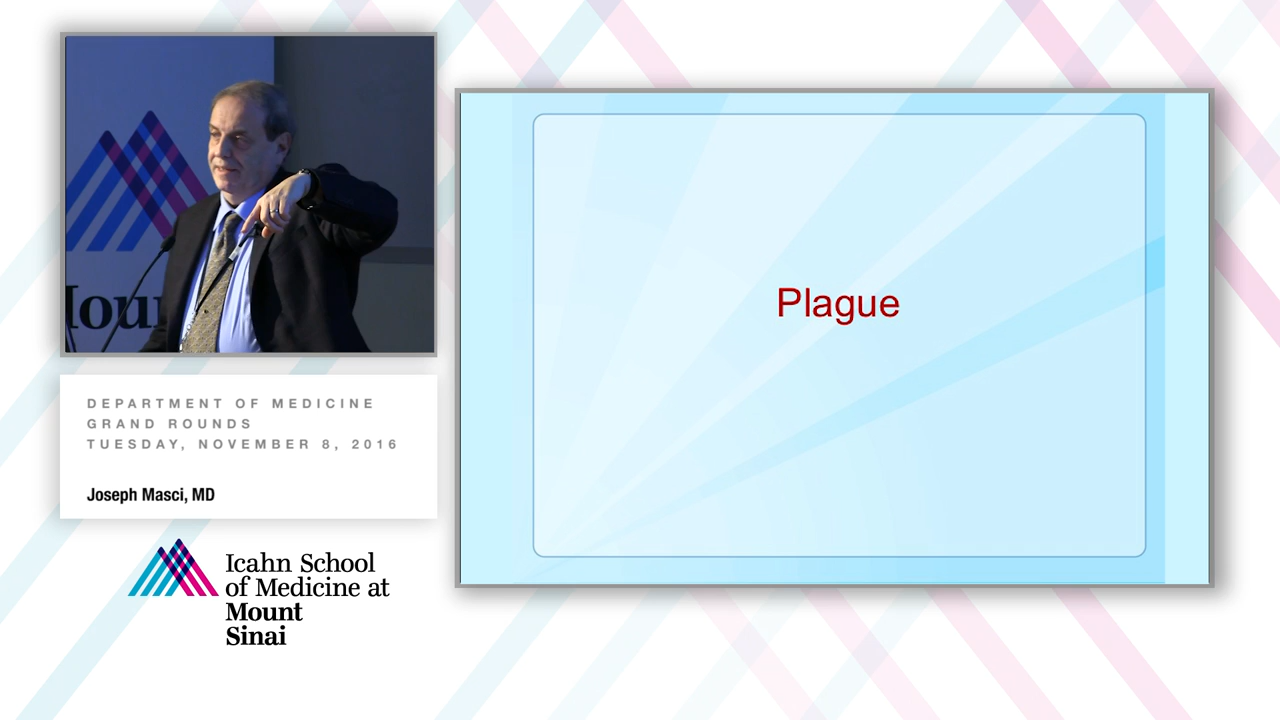 DEPARTMENT OF MEDICINE
GRAND ROUNDS
TUESDAY, NOVEMBER 8, 2016
Joseph Masci, MD
Icahn School
of Medicine at
Mount
Sinai
Plague